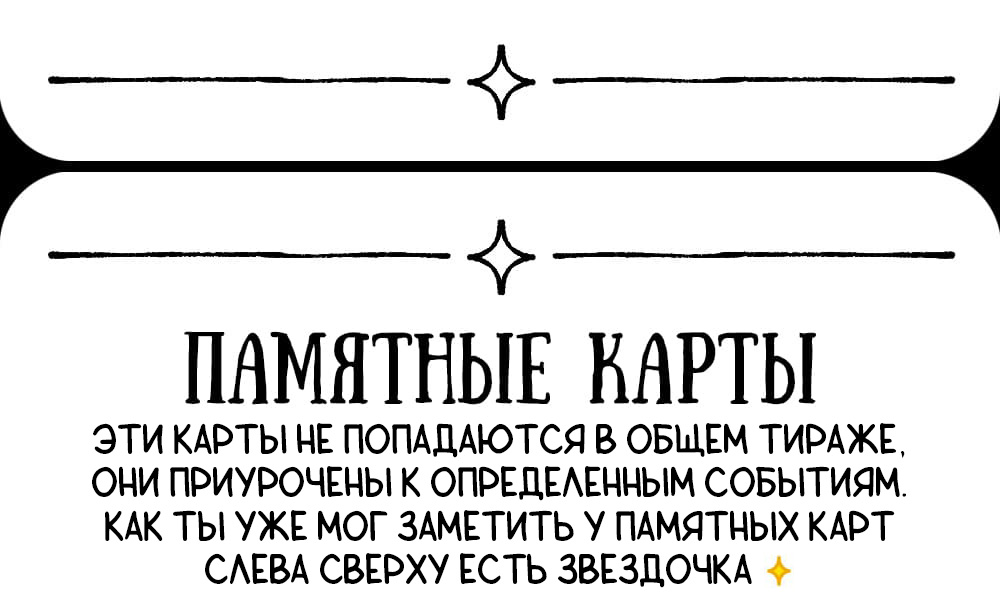 ПАМЯТНЫЕ КАРТЫ
ЭТИ КАРТЫ НЕ ПОПАДАЮТСЯ В ОБЩЕМ ТИРАЖЕ,
ОНИ ПРИУРОЧЕНЫ К ОПРЕДЕЛЕННЫМ СОБЫТИЯМ.
КАК ТЫ УЖЕ МОГ ЗАМЕТИТЬ У ПАМЯТНЫХ КАРТ
СЛЕВА СВЕРХУ ЕСТЬ ЗВЕЗДОЧКА ✨